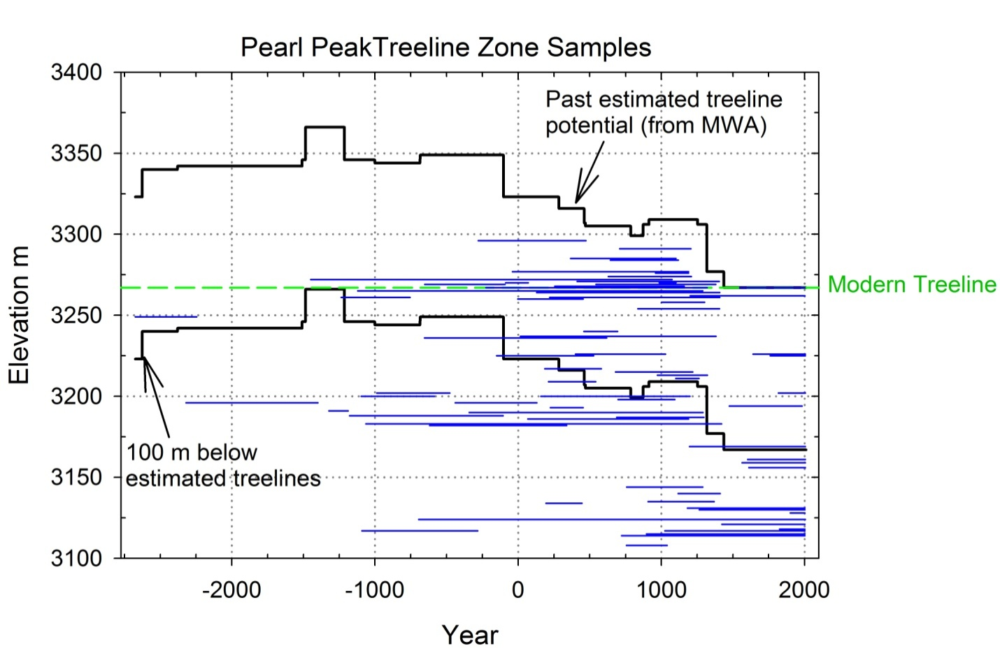 Pearl PeakTreeline Zone Samples
3400
3350
3300
3250
3200
3150
3100
Elevation m
Past estimated treeline
potential (from MWA)
Modern Treeline
100 m below
estimated treelines
-2000
-1000
0
1000
2000
Year